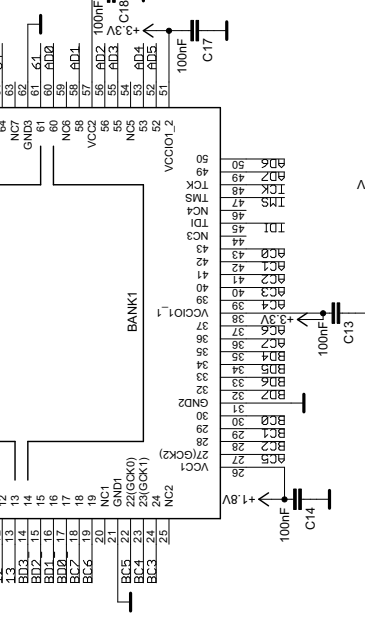 100nF
C18
+3.3V
100nF
C17
61
AD0
AD1
AD2
AD3
AD4
AD5
63
62
61
60
59
58
57
56
55
54
53
52
51
64
NC7
GND3
61
60
NC6
58
VCC2
56
55
NC5
53
52
VCCIO1_2
50 50 AD6
49 49 AD7
TCK 48 TCK
TMS 47 TMS
NC4 46
TDI 45 TDI
NC3 44
43 43 AC0
42 42 AC1
41 41 AC2
40 40 AC3
39 39 AC4
VCCIO1_1 38 +3.3V
100nF
C13
37 37 AC6
36 36 AC7
35 35 BD4
34 34 BD5
33 33 BD6
32 32 BD7
GND2 31
30 30 BC0
29 29 BC1
28 28 BC2
27(GCK2) 27 AC5
VCC1 26
BANK1
+1.8V
100nF
C14
12
13
14
15
16
17
18
19
NC1
GND1
22(GCK0)
23(GCK1)
24
NC2
13
14
15
16
17
18
19
20
21
22
23
24
25
13
BD3
BD2
BD1
BD0
BC7
BC6
BC5
BC4
BC3